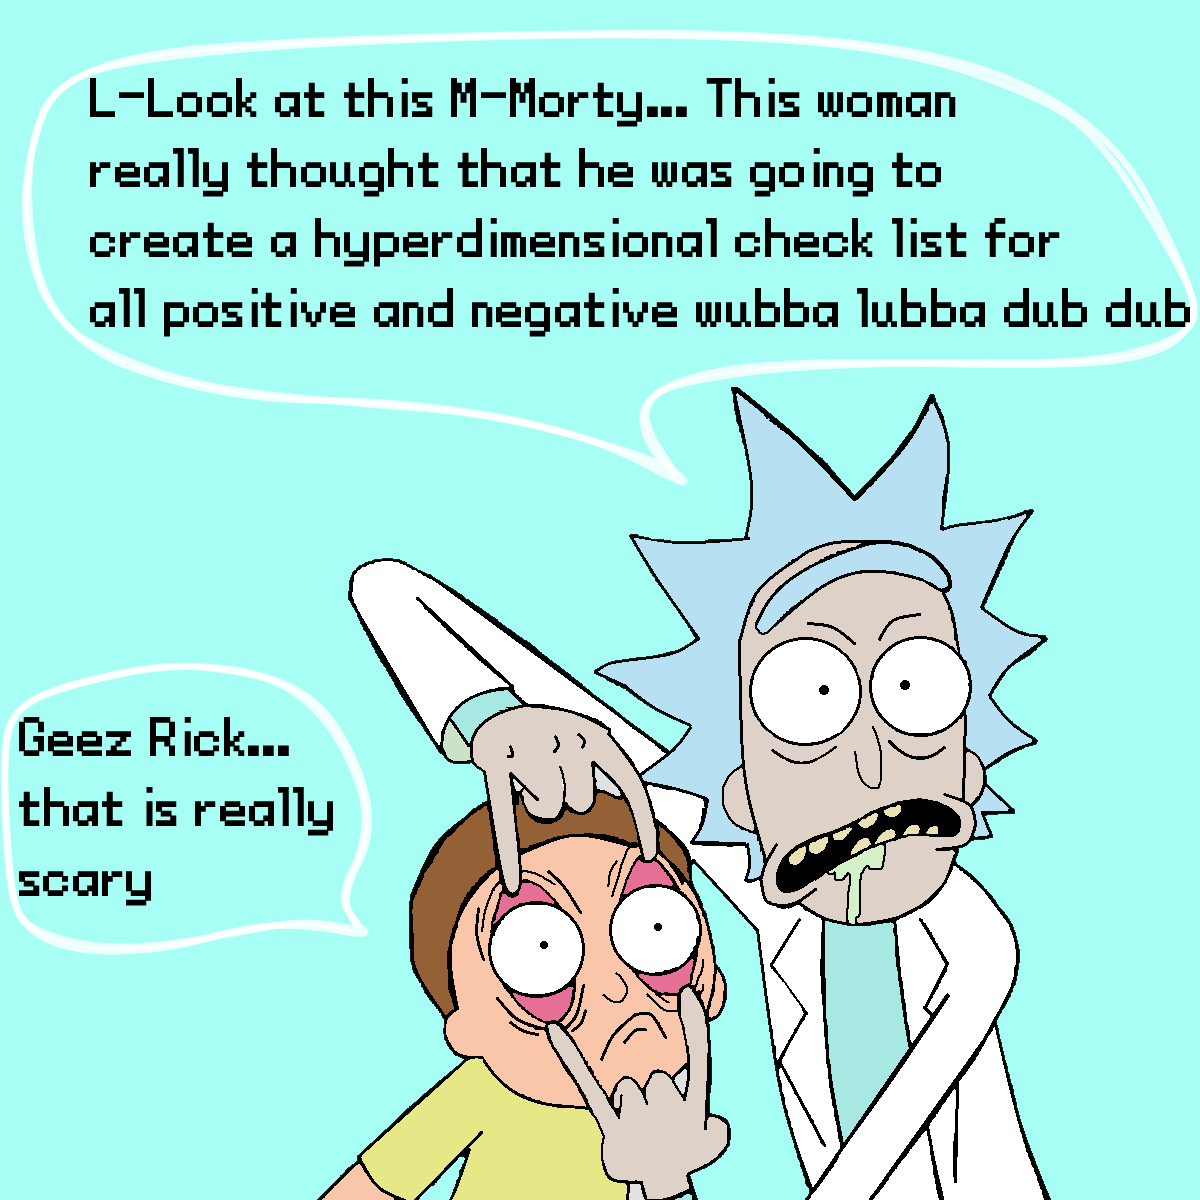 L-Look at this M-Morty... This woman
really thought that he was going to
create a hyperdimensional check list for
all positive and negative wubba lubba dub dub
Geez Rick...
that is really
scary